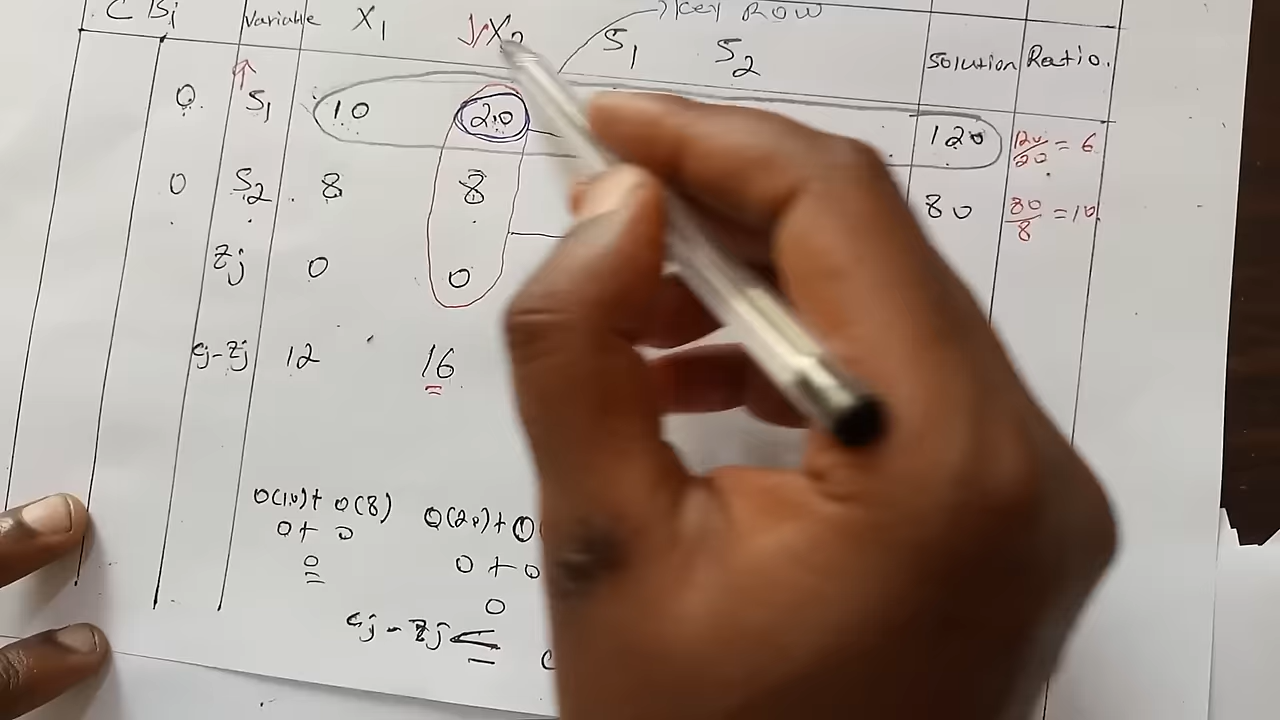 → Key Row
CBi Variable X1 X2 S1 S2 Solution Ratio.
0. S1 10 20 120 120/20 = 6
0 S2 8 8 80 80/8 = 10
Zj 0 0
Cj-Zj 12 16
0(10)+ 0(8) 0(20)+0(
0+ 0 0 + 0
0 0
Cj - Zj